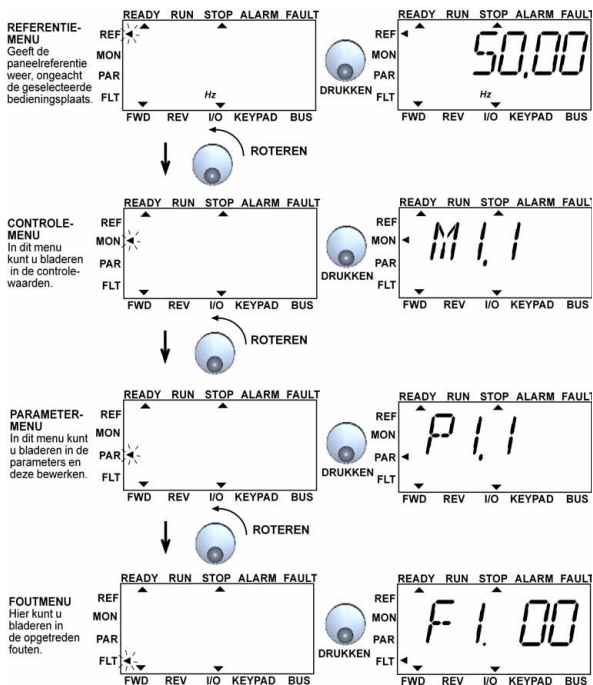 READY RUN STOP ALARM FAULT
REFERENTIE-
MENU
Geeft de
paneelreferentie
weer, ongeacht
de geselecteerde
bedieningsplaats.
REF
MON
PAR
FLT
Hz
FWD REV I/O KEYPAD BUS
DRUKKEN
READY RUN STOP ALARM FAULT
REF
MON
PAR
FLT
50.00
Hz
FWD REV I/O KEYPAD BUS
ROTEREN
READY RUN STOP ALARM FAULT
CONTROLE-
MENU
In dit menu
kunt u bladeren
in de controle-
waarden.
REF
MON
PAR
FLT
FWD REV I/O KEYPAD BUS
DRUKKEN
READY RUN STOP ALARM FAULT
REF
MON
PAR
FLT
M1.1
FWD REV I/O KEYPAD BUS
ROTEREN
READY RUN STOP ALARM FAULT
PARAMETER-
MENU
In dit menu kunt
u bladeren in de
parameters en
deze bewerken.
REF
MON
PAR
FLT
FWD REV I/O KEYPAD BUS
DRUKKEN
READY RUN STOP ALARM FAULT
REF
MON
PAR
FLT
P1.1
FWD REV I/O KEYPAD BUS
ROTEREN
READY RUN STOP ALARM FAULT
FOUTMENU
Hier kunt u
bladeren in
de opgetreden
fouten.
REF
MON
PAR
FLT
FWD REV I/O KEYPAD BUS
DRUKKEN
READY RUN STOP ALARM FAULT
REF
MON
PAR
FLT
F1. 00
FWD REV I/O KEYPAD BUS